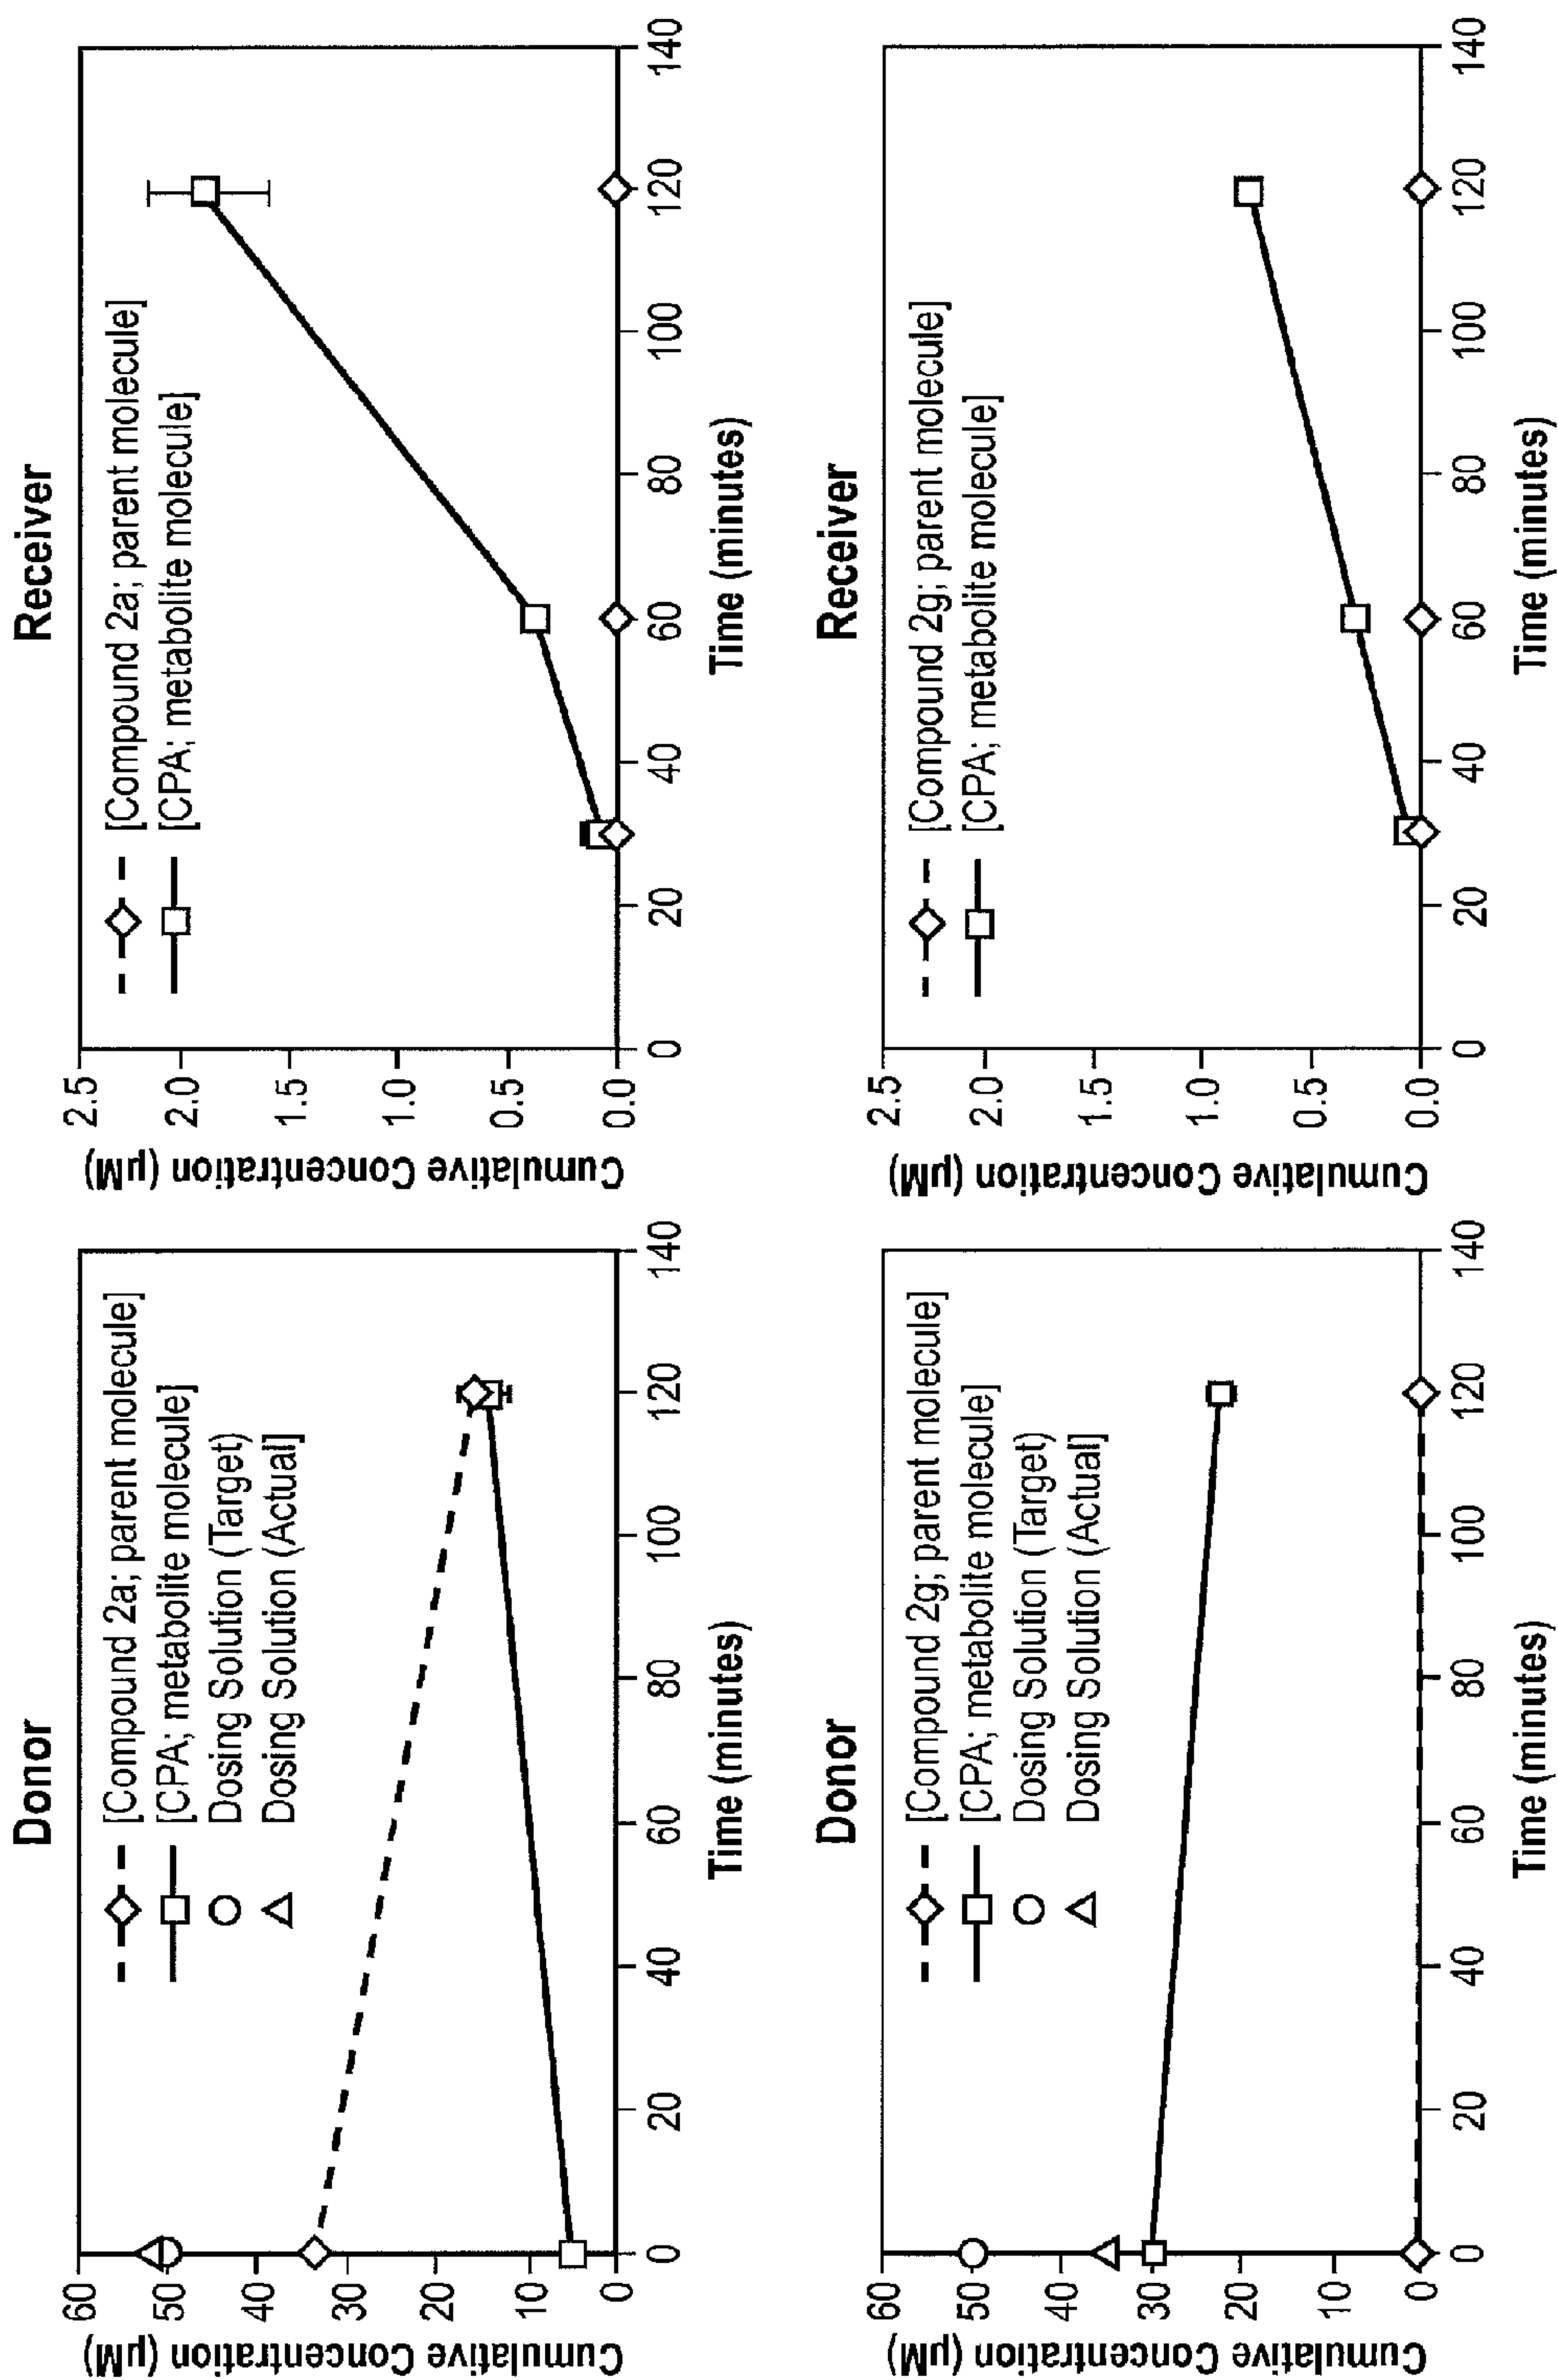 Donor
[Compound 2a; parent molecule]
[CPA; metabolite molecule]
Dosing Solution (Target)
Dosing Solution (Actual]
60
50
40
30
20
10
0
Cumulative Concentration (µM)
0
20
40
60
80
100
120
140
Time (minutes)
Receiver
[Compound 2a; parent molecule]
[CPA; metabolite molecule]
2.5
2.0
1.5
1.0
0.5
0.0
Cumulative Concentration (µM)
0
20
40
60
80
100
120
140
Time (minutes)
Donor
[Compound 2g; parent molecule]
[CPA; metabolite molecule]
Dosing Solution (Target)
Dosing Solution (Actual]
60
50
40
30
20
10
0
Cumulative Concentration (µM)
0
20
40
60
80
100
120
140
Time (minutes)
Receiver
[Compound 2g; parent molecule]
[CPA; metabolite molecule]
2.5
2.0
1.5
1.0
0.5
0.0
Cumulative Concentration (µM)
0
20
40
60
80
100
120
140
Time (minutes)